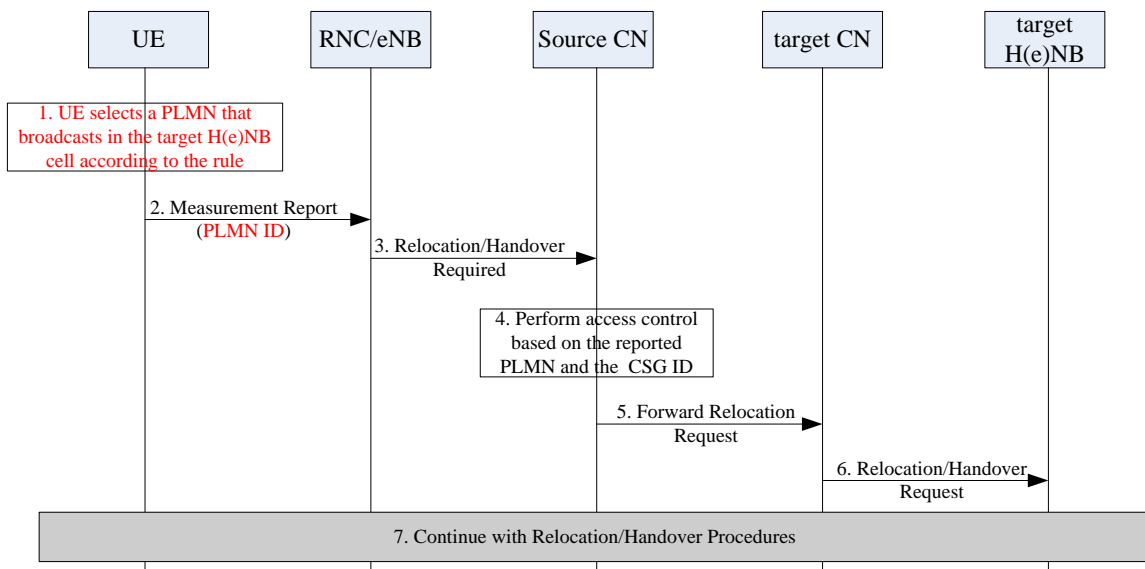 UE
RNC/eNB
Source CN
target CN
target
H(e)NB
1. UE selects a PLMN that
broadcasts in the target H(e)NB
cell according to the rule
2. Measurement Report
(PLMN ID)
3. Relocation/Handover
Required
4. Perform access control
based on the reported
PLMN and the CSG ID
5. Forward Relocation
Request
6. Relocation/Handover
Request
7. Continue with Relocation/Handover Procedures